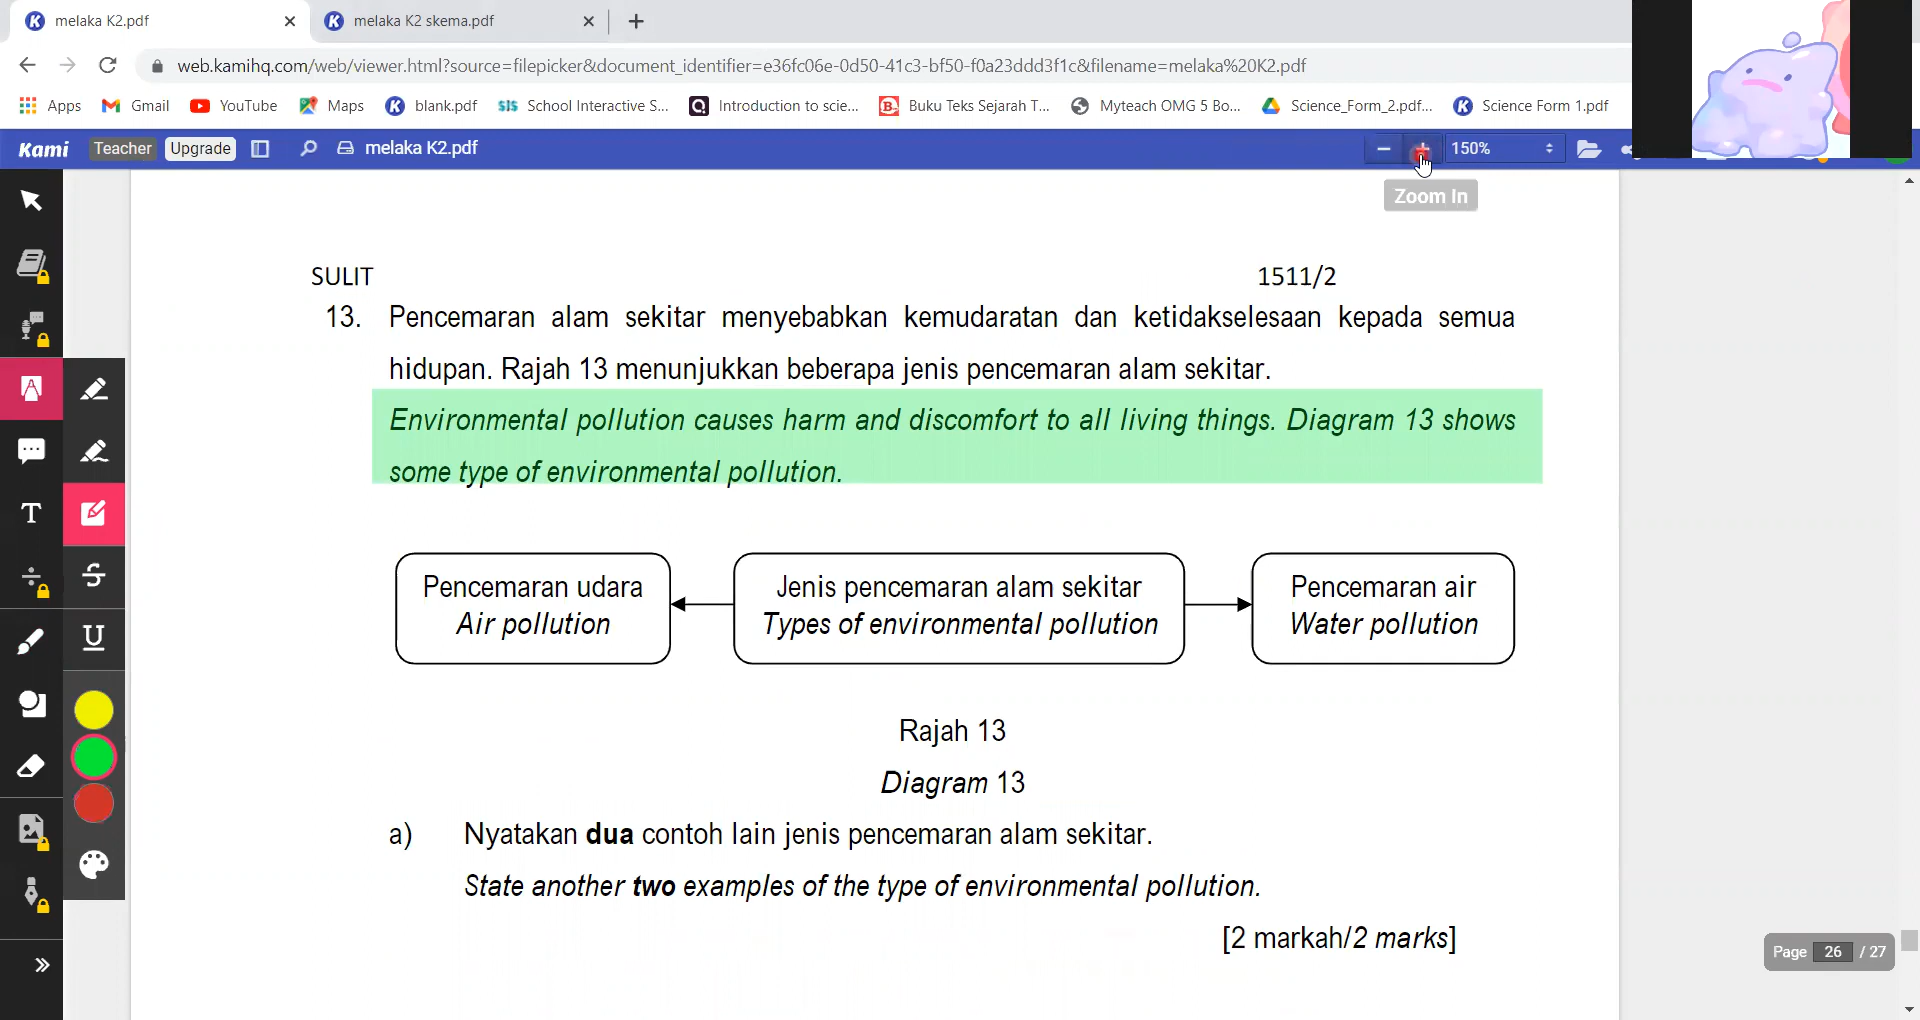 melaka K2.pdf
melaka K2 skema.pdf
web.kamihq.com/web/viewer.html?source=filepicker&document_identifier=e36fc06e-0d50-41c3-bf50-f0a23ddd3f1c&filename=melaka%20K2.pdf
Apps Gmail YouTube Maps blank.pdf School Interactive S... Introduction to scie... Buku Teks Sejarah T... Myteach OMG 5 Bo... Science_Form_2.pdf... Science Form 1.pdf
Kami Teacher Upgrade melaka K2.pdf 150%
Zoom In
SULIT 1511/2
13. Pencemaran alam sekitar menyebabkan kemudaratan dan ketidakselesaan kepada semua
hidupan. Rajah 13 menunjukkan beberapa jenis pencemaran alam sekitar.
Environmental pollution causes harm and discomfort to all living things. Diagram 13 shows
some type of environmental pollution.
Pencemaran udara
Air pollution
Jenis pencemaran alam sekitar
Types of environmental pollution
Pencemaran air
Water pollution
Rajah 13
Diagram 13
a) Nyatakan dua contoh lain jenis pencemaran alam sekitar.
State another two examples of the type of environmental pollution.
[2 markah/2 marks]
Page 26 / 27